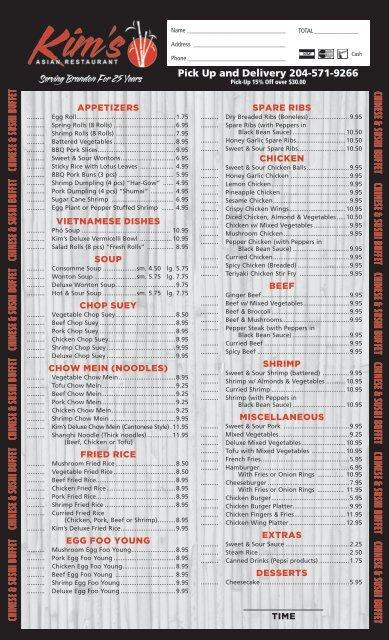 Kim's
ASIAN RESTAURANT
Serving Brandon For 25 Years
Name
TOTAL
Address
Phone
Cash
Pick Up and Delivery 204-571-9266
Pick-Up 15% Off over $30.00
CHINESE & SUSHI BUFFET
APPETIZERS
Egg Roll 1.75
Spring Rolls (8 Rolls) 6.95
Shrimp Rolls (8 Rolls) 7.95
Battered Vegetables 8.95
BBQ Pork Slices 9.95
Sweet & Sour Wontons 6.95
Sticky Rice with Lotus Leaves 4.95
BBQ Pork Buns (3 pcs) 5.95
Shrimp Dumpling (4 pcs) "Har-Gow" 4.95
Pork Dumpling (4 pcs) "Shumai" 4.95
Sugar Cane Shrimp 6.95
Egg Plant or Pepper Stuffed Shrimp 4.95
VIETNAMESE DISHES
Phó Soup 10.95
Kim's Deluxe Vermicelli Bowl 10.95
Salad Rolls (8 pcs) "Fresh Rolls" 8.95
SOUP
Consomme Soup sm. 4.50 lg. 5.75
Wonton Soup sm. 5.75 lg. 7.75
Deluxe Wonton Soup 9.75
Hot & Sour Soup sm. 5.75 lg. 7.75
CHOP SUEY
Vegetable Chop Suey 8.50
Beef Chop Suey 8.95
Pork Chop Suey 8.95
Chicken Chop Suey 8.95
Shrimp Chop Suey 9.95
Deluxe Chop Suey 9.95
CHOW MEIN (NOODLES)
Vegetable Chow Mein 8.95
Tofu Chow Mein 9.25
Beef Chow Mein 9.25
Pork Chow Mein 9.25
Chicken Chow Mein 9.25
Shrimp Chow Mein 9.95
Kim's Deluxe Chow Mein (Cantonese Style) 11.95
Shanghi Noodle (Thick noodles) 11.95
(Beef, Chicken or Tofu)
FRIED RICE
Mushroom Fried Rice 8.50
Vegetable Fried Rice 8.50
Beef Fried Rice 8.95
Chicken Fried Rice 8.95
Pork Fried Rice 8.95
Shrimp Fried Rice 8.95
Curried Fried Rice
(Chicken, Pork, Beef or Shrimp) 8.95
Kim's Deluxe Fried Rice 9.95
EGG FOO YOUNG
Mushroom Egg Foo Young 8.95
Pork Egg Foo Young 8.95
Chicken Egg Foo Young 8.95
Beef Egg Foo Young 8.95
Shrimp Egg Foo Young 9.95
Deluxe Egg Foo Young 9.95
SPARE RIBS
Dry Breaded Ribs (Boneless) 9.95
Spare Ribs (with Peppers in
Black Bean Sauce) 10.50
Honey Garlic Spare Ribs 10.50
Sweet & Sour Spare Ribs 10.50
CHICKEN
Sweet & Sour Chicken Balls 9.95
Honey Garlic Chicken 9.95
Lemon Chicken 9.95
Pineapple Chicken 9.95
Sesame Chicken 9.95
Crispy Chicken Wings 10.50
Diced Chicken, Almond & Vegetables 10.50
Chicken w/ Mixed Vegetables 9.95
Mushroom Chicken 9.95
Pepper Chicken (with Peppers in
Black Bean Sauce) 9.95
Curried Chicken 9.95
Spicy Chicken (Breaded) 9.95
Teriyaki Chicken Stir Fry 9.95
BEEF
Ginger Beef 9.95
Beef w/ Mixed Vegetables 9.95
Beef & Broccoli 9.95
Beef & Mushrooms 9.95
Pepper Steak (with Peppers in
Black Bean Sauce) 9.95
Curried Beef 9.95
Spicy Beef 9.95
SHRIMP
Sweet & Sour Shrimp (battered) 9.95
Shrimp w/ Almonds & Vegetables 10.95
Curried Shrimp 10.95
Shrimp (with Peppers in
Black Bean Sauce) 10.95
MISCELLANEOUS
Sweet & Sour Pork 9.95
Mixed Vegetables 9.25
Deluxe Mixed Vegetables 10.95
Tofu with Mixed Vegetables 10.95
French Fries 5.95
Hamburger 6.95
With Fries or Onion Rings 10.95
Cheeseburger 7.95
With Fries or Onion Rings 11.95
Chicken Burger 5.95
Chicken Burger Platter 9.95
Chicken Fingers & Fries 11.95
Chicken Wing Platter 12.95
EXTRAS
Sweet & Sour Sauce 2.25
Steam Rice 2.50
Canned Drinks (Pepsi products) 1.75
DESSERTS
Cheesecake 5.95
TIME